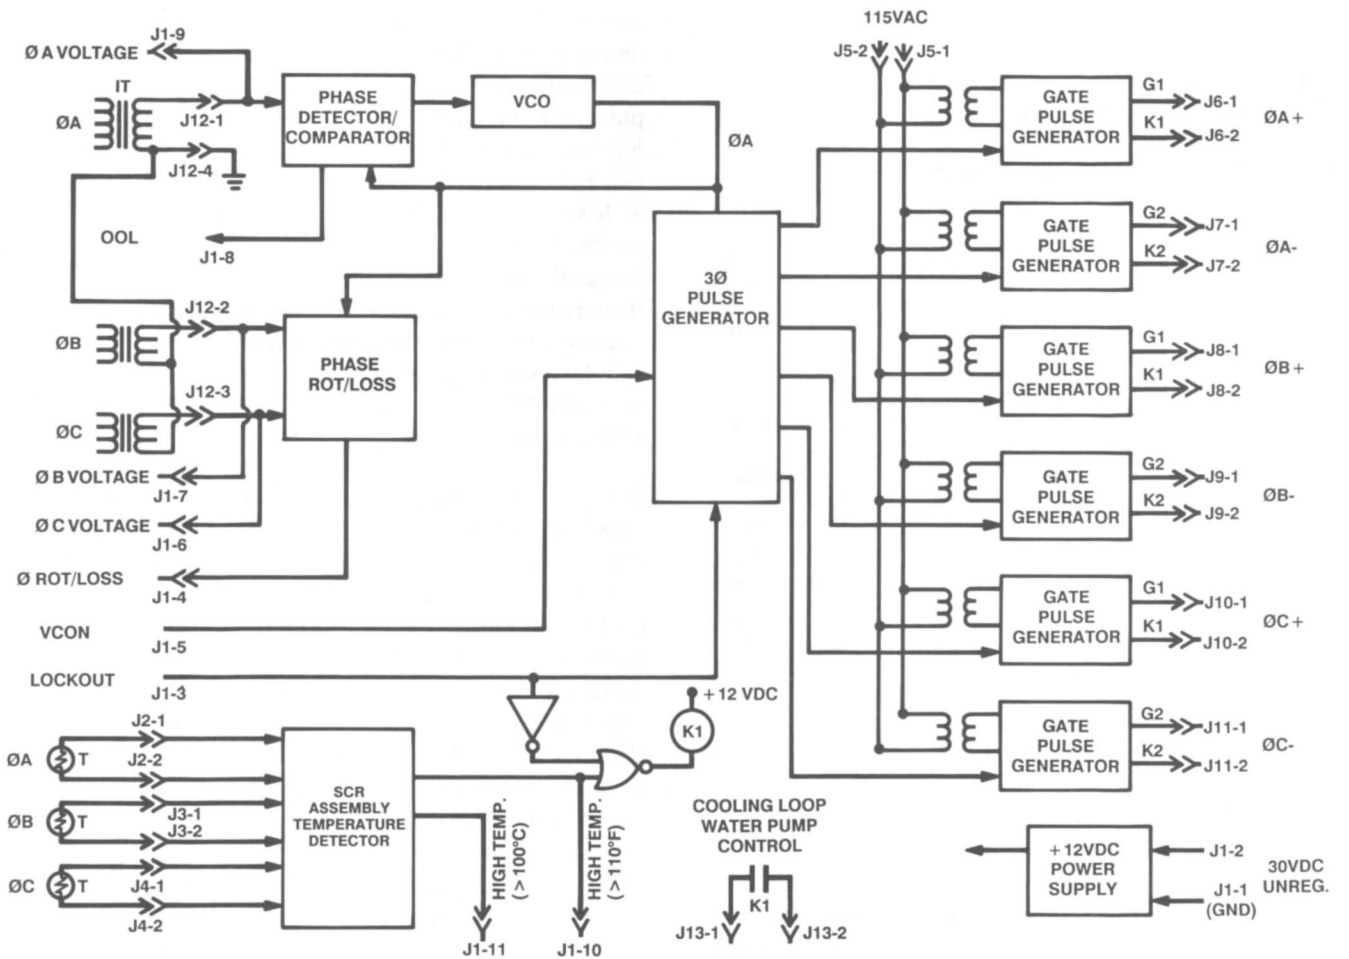 115VAC
J1-9
Ø A VOLTAGE
J5-2
J5-1
IT
ØA
J12-1
J12-4
PHASE
DETECTOR/
COMPARATOR
VCO
ØA
GATE
PULSE
GENERATOR
G1
J6-1
K1
J6-2
ØA +
OOL
J1-8
GATE
PULSE
GENERATOR
G2
J7-1
K2
J7-2
ØA-
3Ø
PULSE
GENERATOR
J12-2
ØB
PHASE
ROT/LOSS
J12-3
ØC
GATE
PULSE
GENERATOR
G1
J8-1
K1
J8-2
ØB +
Ø B VOLTAGE
J1-7
Ø C VOLTAGE
J1-6
GATE
PULSE
GENERATOR
G2
J9-1
K2
J9-2
ØB-
Ø ROT/LOSS
J1-4
VCON
J1-5
LOCKOUT
J1-3
GATE
PULSE
GENERATOR
G1
J10-1
K1
J10-2
ØC +
+ 12 VDC
K1
GATE
PULSE
GENERATOR
G2
J11-1
K2
J11-2
ØC-
J2-1
ØA
T
J2-2
ØB
T
J3-1
J3-2
ØC
T
J4-1
J4-2
SCR
ASSEMBLY
TEMPERATURE
DETECTOR
HIGH TEMP.
(> 100°C)
J1-11
HIGH TEMP.
(> 110°F)
J1-10
COOLING LOOP
WATER PUMP
CONTROL
K1
J13-1
J13-2
+ 12VDC
POWER
SUPPLY
J1-2
J1-1
(GND)
30VDC
UNREG.